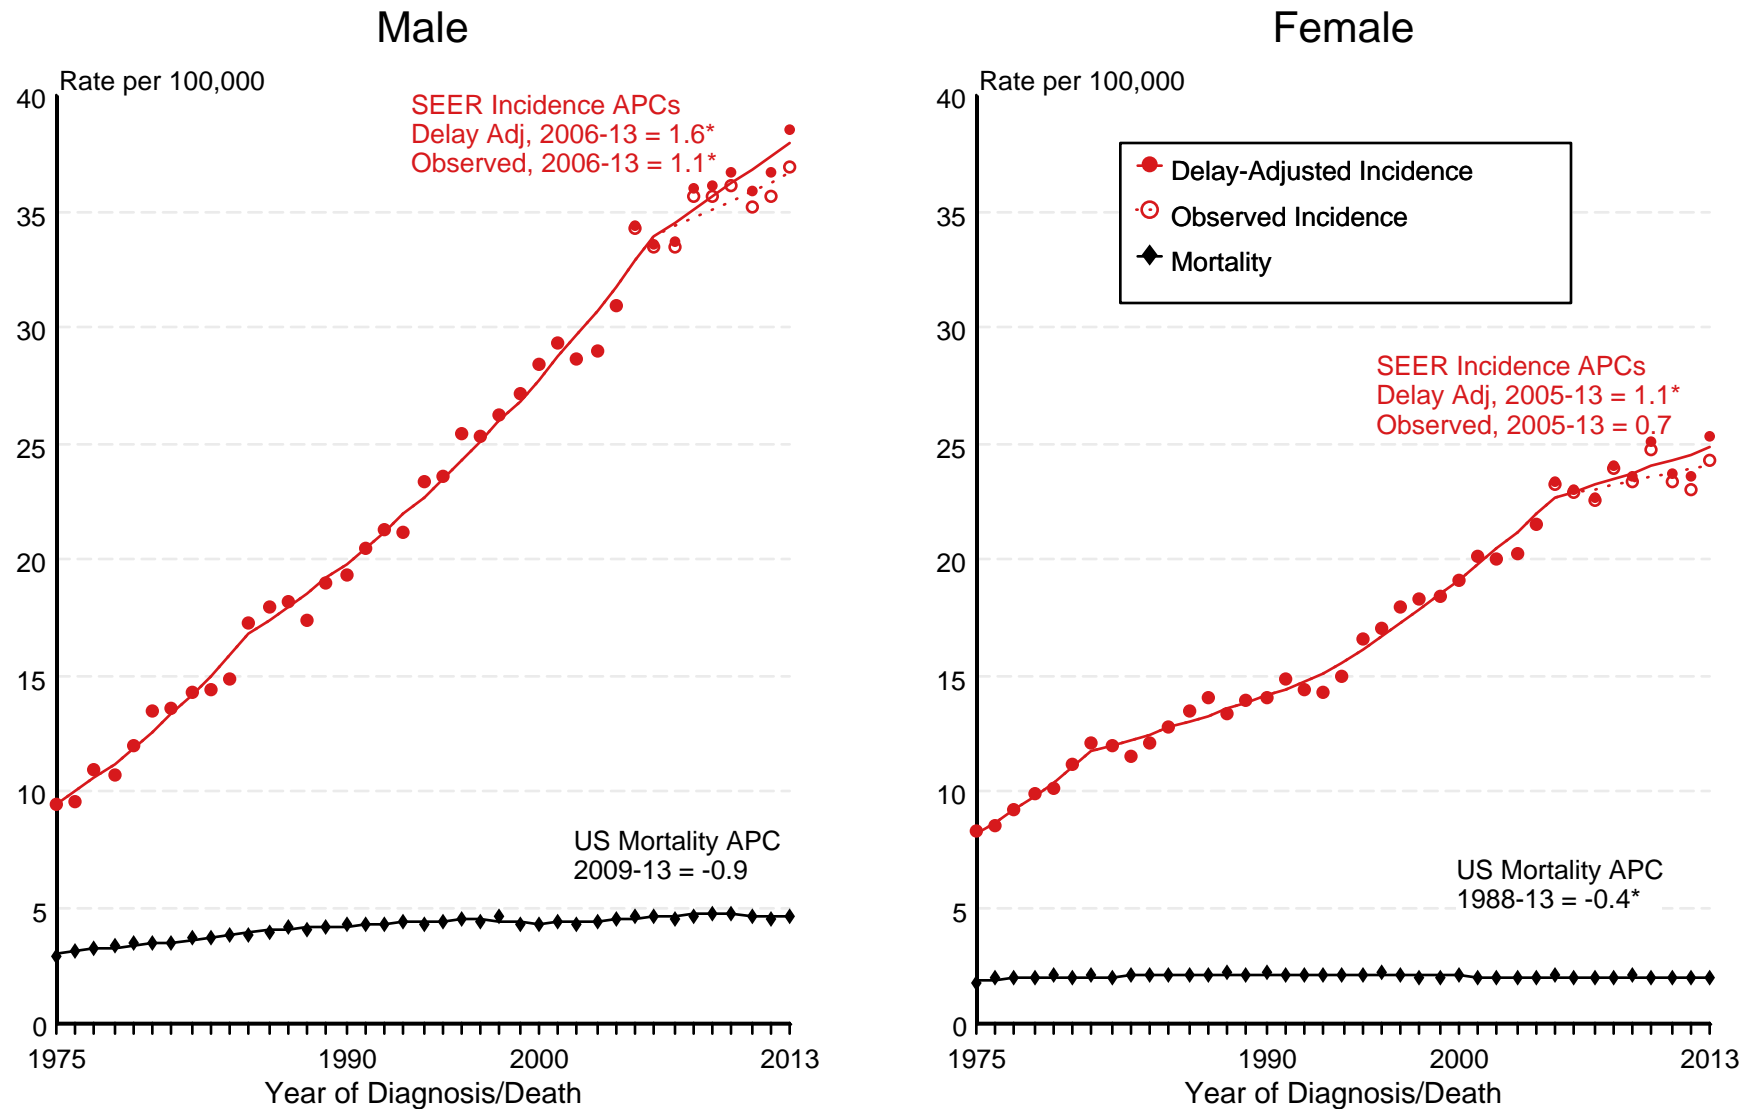 Male
Rate per 100,000
SEER Incidence APCs
Delay Adj, 2006-13 = 1.6*
Observed, 2006-13 = 1.1*
40
35
30
25
20
15
10
5
0
US Mortality APC
2009-13 = -0.9
1975 1990 2000 2013
Year of Diagnosis/Death
Female
Rate per 100,000
Delay-Adjusted Incidence
Observed Incidence
Mortality
SEER Incidence APCs
Delay Adj, 2005-13 = 1.1*
Observed, 2005-13 = 0.7
40
35
30
25
20
15
10
5
0
US Mortality APC
1988-13 = -0.4*
1975 1990 2000 2013
Year of Diagnosis/Death